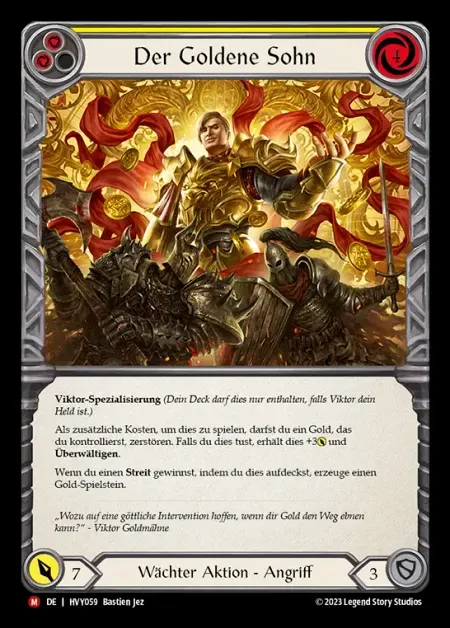 Der Goldene Sohn
4
Viktor-Spezialisierung (Dein Deck darf dies nur enthalten, falls Viktor dein
Held ist.)
Als zusätzliche Kosten, um dies zu spielen, darfst du ein Gold, das
du kontrollierst, zerstören. Falls du dies tust, erhält dies +3 und
Überwältigen.
Wenn du einen Streit gewinnst, indem du dies aufdeckst, erzeuge einen
Gold-Spielstein.
„Wozu auf eine göttliche Intervention hoffen, wenn dir Gold den Weg ebnen
kann?“ - Viktor Goldmähne
7 Wächter Aktion - Angriff 3
M DE | HVY059 Bastien Jez © 2023 Legend Story Studios